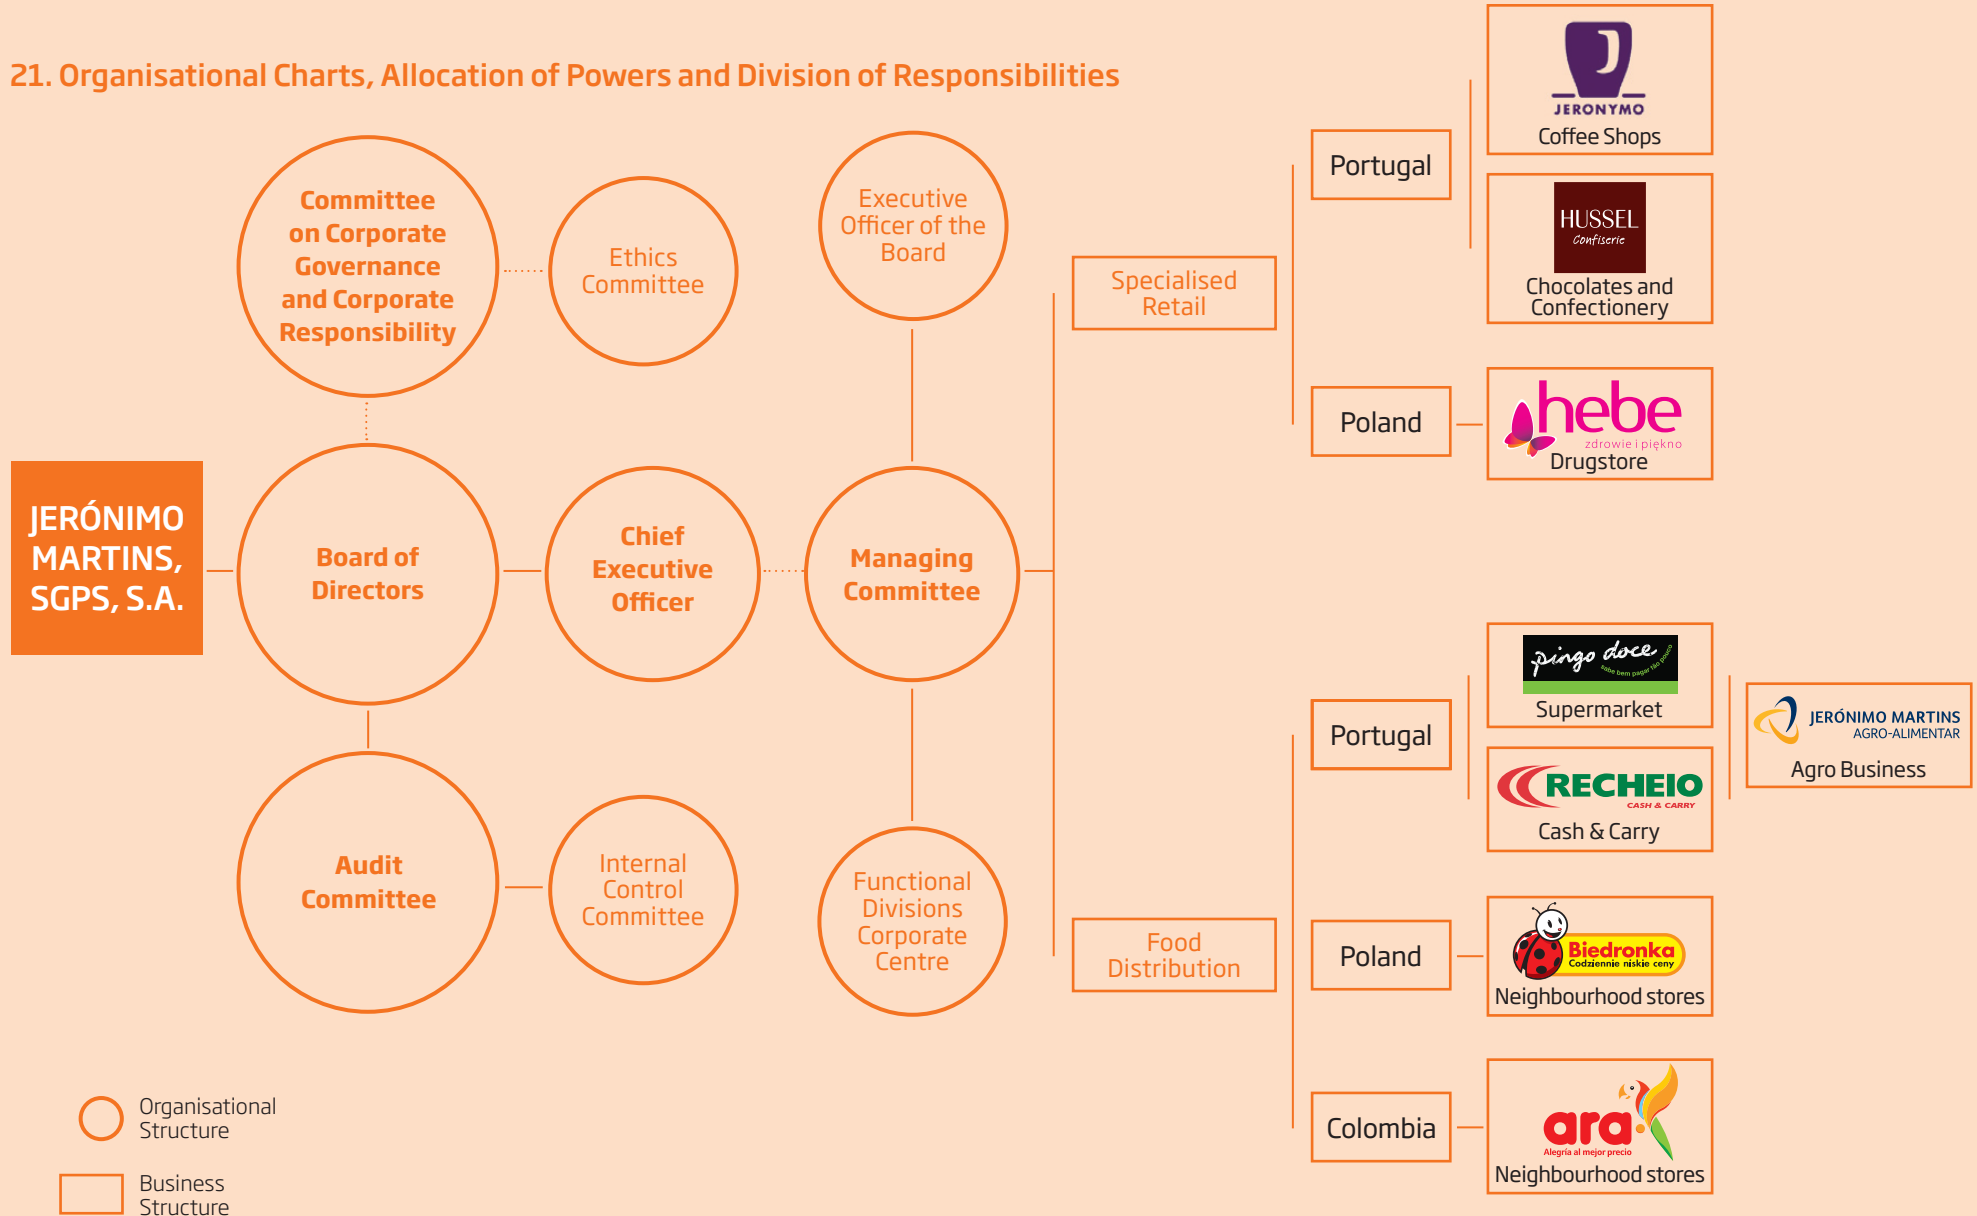 21. Organisational Charts, Allocation of Powers and Division of Responsibilities
Committee
on Corporate
Governance
and Corporate
Responsibility
Ethics
Committee
Executive
Officer of the
Board
JERÓNIMO
MARTINS,
SGPS, S.A.
Board of
Directors
Chief
Executive
Officer
Managing
Committee
Audit
Committee
Internal
Control
Committee
Functional
Divisions
Corporate
Centre
Specialised
Retail
Portugal
JERONYMO
Coffee Shops
HUSSEL
Confiserie
Chocolates and
Confectionery
Poland
hebe
zdrowie i piękno
Drugstore
Food
Distribution
Portugal
pingo doce
sabe bem pagar tão pouco
Supermarket
RECHEIO
CASH & CARRY
Cash & Carry
JERÓNIMO MARTINS
AGRO-ALIMENTAR
Agro Business
Poland
Biedronka
Codziennie niskie ceny
Neighbourhood stores
Colombia
ara
Alegría al mejor precio
Neighbourhood stores
Organisational
Structure
Business
Structure